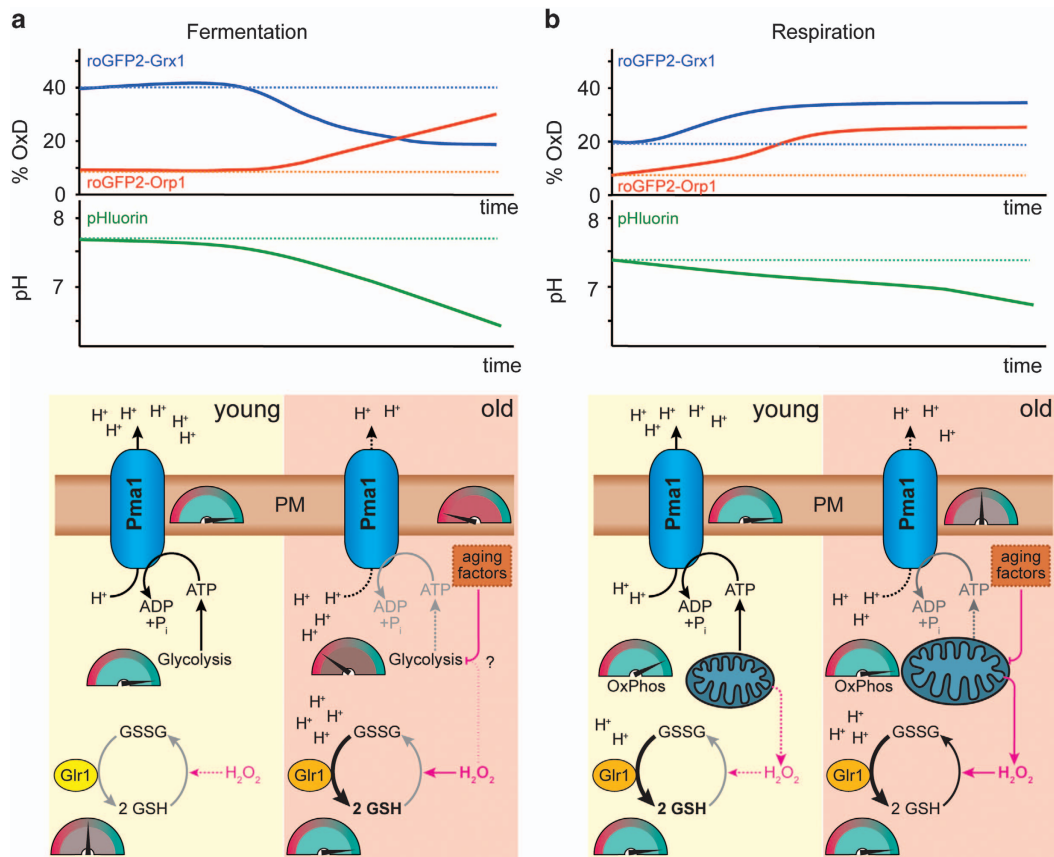 a
Fermentation
roGFP2-Grx1
40
20
0
% OxD
roGFP2-Orp1
time
8
pHluorin
7
pH
time
young
old
H⁺ H⁺ H⁺ H⁺ H⁺ H⁺
H⁺ H⁺
Pma1
PM
Pma1
aging
factors
H⁺
ATP
ADP
+Pᵢ
H⁺
H⁺
H⁺
H⁺
ATP
ADP
+Pᵢ
Glycolysis
Glycolysis
?
GSSG
Glr1
H₂O₂
2 GSH
H⁺
H⁺
H⁺
GSSG
Glr1
H₂O₂
2 GSH
b
Respiration
roGFP2-Grx1
40
20
0
% OxD
roGFP2-Orp1
time
8
pHluorin
7
pH
time
young
old
H⁺ H⁺ H⁺ H⁺ H⁺ H⁺
H⁺ H⁺
H⁺
Pma1
PM
Pma1
aging
factors
H⁺
ATP
ADP
+Pᵢ
H⁺
H⁺
H⁺
ATP
ADP
+Pᵢ
OxPhos
OxPhos
H⁺
H⁺
GSSG
Glr1
H₂O₂
2 GSH
H⁺
H⁺
GSSG
Glr1
H₂O₂
2 GSH